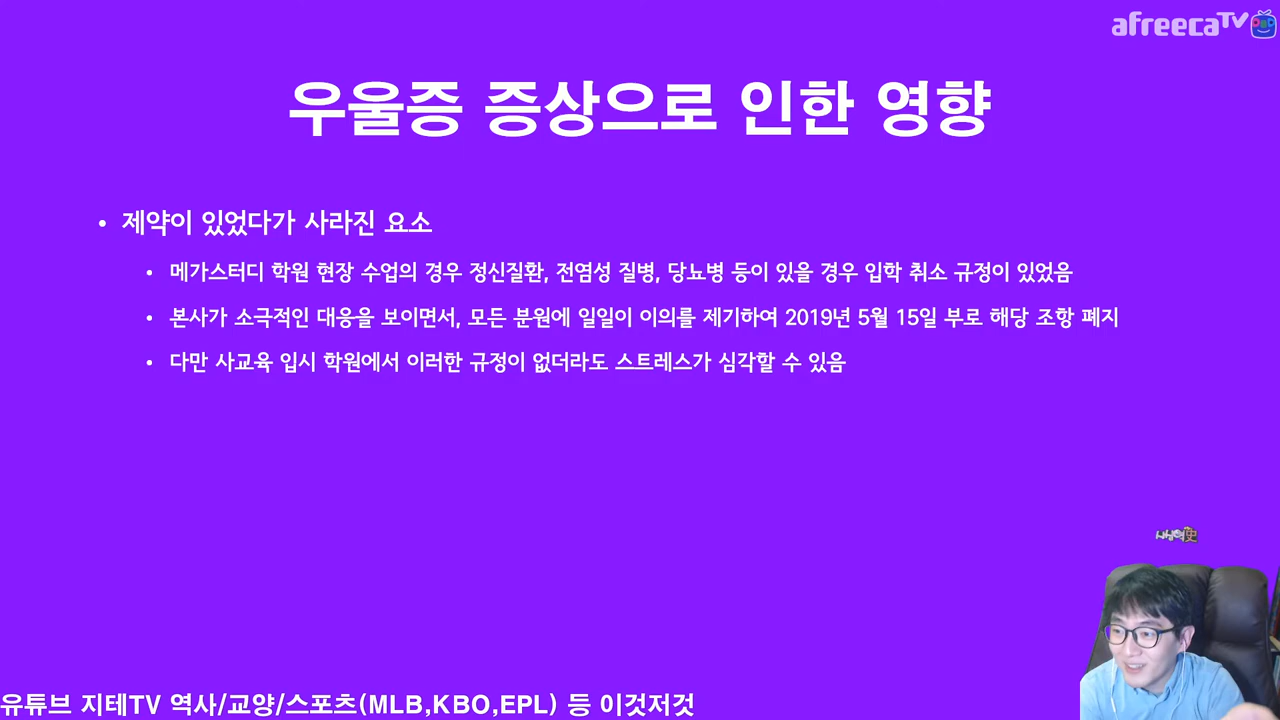 afreecaTV
우울증 증상으로 인한 영향
• 제약이 있었다가 사라진 요소
• 메가스터디 학원 현장 수업의 경우 정신질환, 전염성 질병, 당뇨병 등이 있을 경우 입학 취소 규정이 있었음
• 본사가 소극적인 대응을 보이면서, 모든 분원에 일일이 이의를 제기하여 2019년 5월 15일 부로 해당 조항 폐지
• 다만 사교육 입시 학원에서 이러한 규정이 없더라도 스트레스가 심각할 수 있음
유튜브 지테TV 역사/교양/스포츠(MLB,KBO,EPL) 등 이것저것